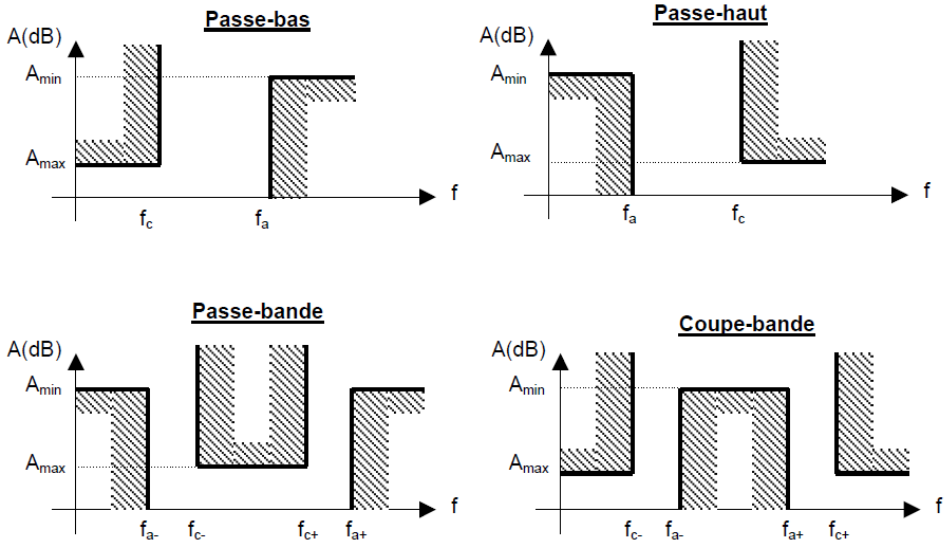 Passe-bas
A(dB)
Amin
Amax
fc
fa
f
Passe-haut
A(dB)
Amin
Amax
fa
fc
f
Passe-bande
A(dB)
Amin
Amax
fa-
fc-
fc+
fa+
f
Coupe-bande
A(dB)
Amin
Amax
fc-
fa-
fa+
fc+
f